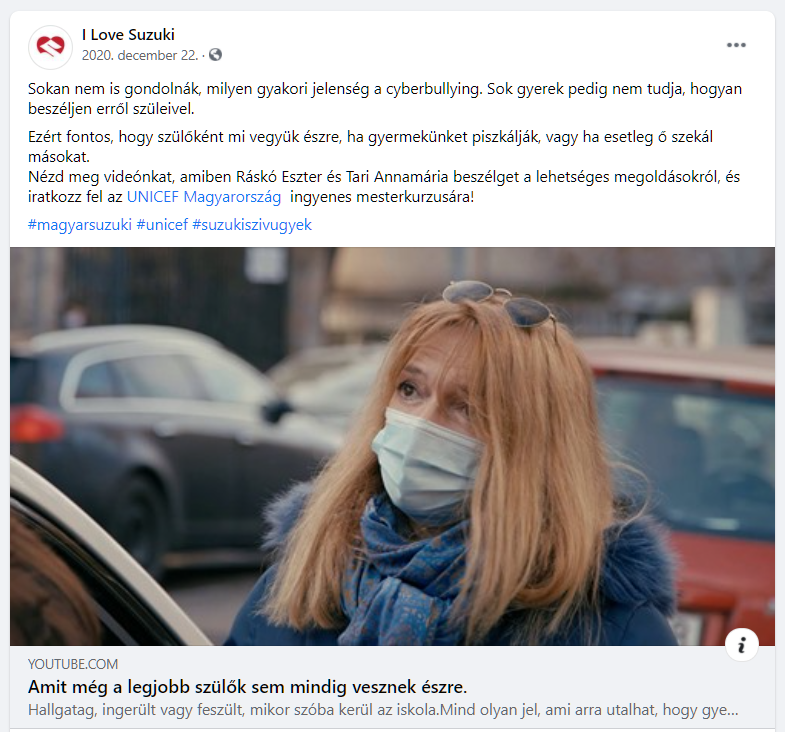 I Love Suzuki
2020. december 22. ·
Sokan nem is gondolnák, milyen gyakori jelenség a cyberbullying. Sok gyerek pedig nem tudja, hogyan
beszéljen erről szüleivel.
Ezért fontos, hogy szülőként mi vegyük észre, ha gyermekünket piszkálják, vagy ha esetleg ő szekál
másokat.
Nézd meg videónkat, amiben Ráskó Eszter és Tari Annamária beszélget a lehetséges megoldásokról, és
iratkozz fel az UNICEF Magyarország ingyenes mesterkurzusára!
#magyarsuzuki #unicef #suzukiszivugyek
YOUTUBE.COM
Amit még a legjobb szülők sem mindig vesznek észre.
Hallgatag, ingerült vagy feszült, mikor szóba kerül az iskola.Mind olyan jel, ami arra utalhat, hogy gye...